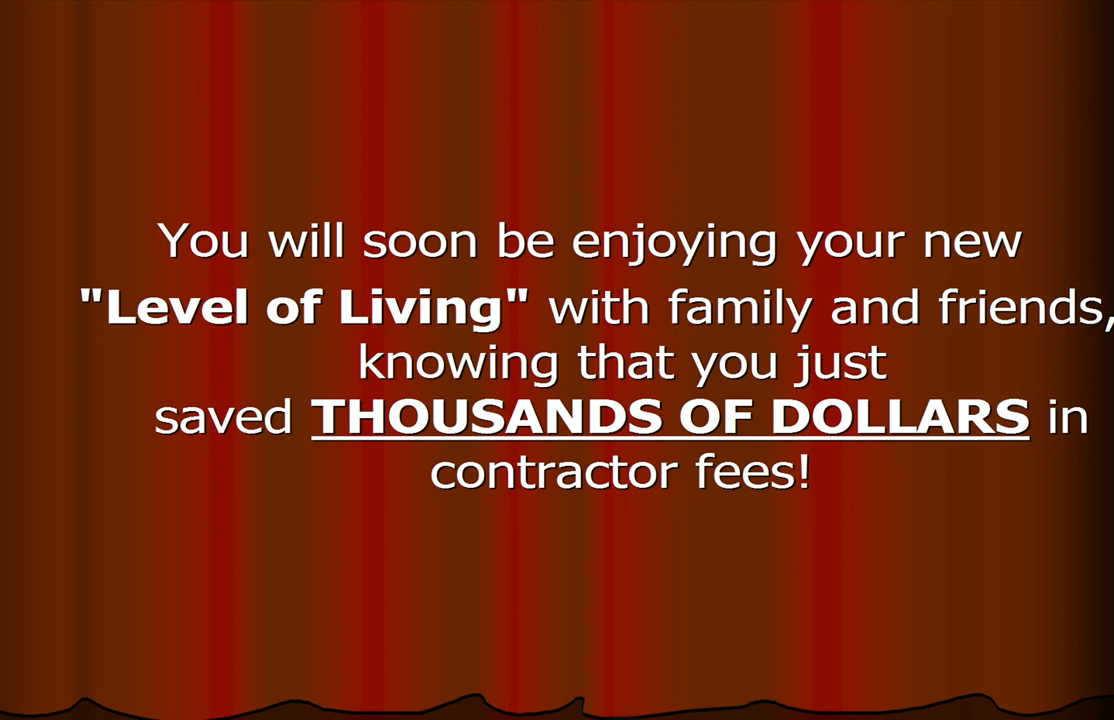 You will soon be enjoying your new
"Level of Living" with family and friends,
knowing that you just
saved THOUSANDS OF DOLLARS in
contractor fees!